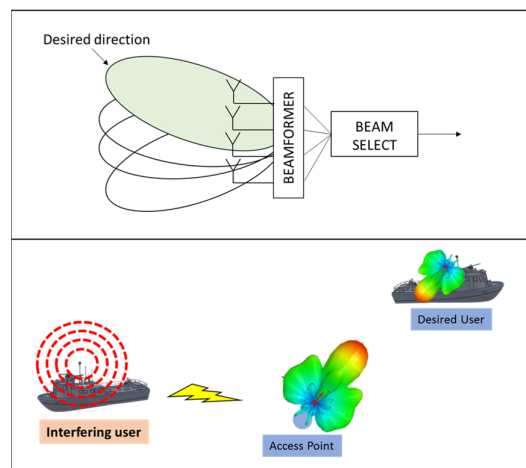 Desired direction
BEAMFORMER
BEAM
SELECT
Desired User
Interfering user
Access Point